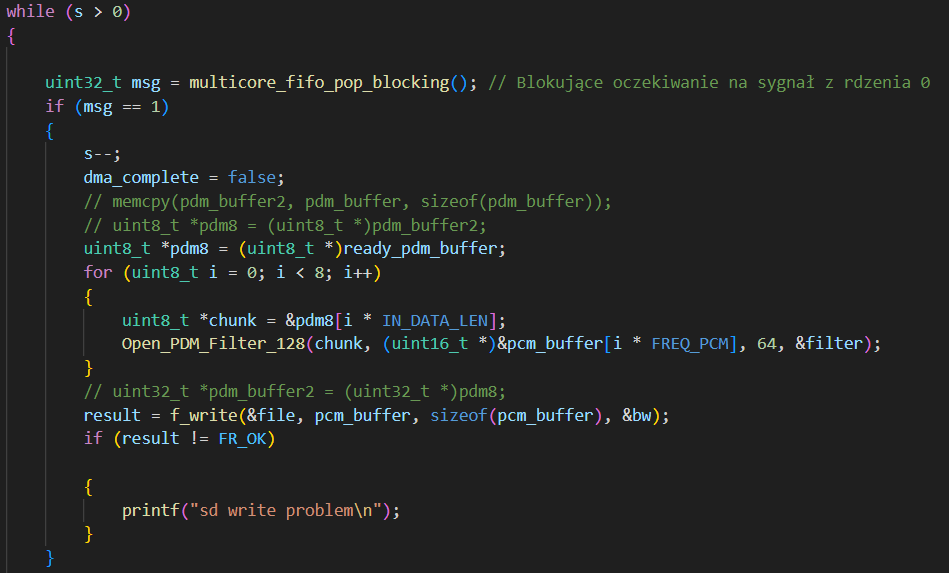 while (s > 0)
{
uint32_t msg = multicore_fifo_pop_blocking(); // Blokujące oczekiwanie na sygnał z rdzenia 0
if (msg == 1)
{
s--;
dma_complete = false;
// memcpy(pdm_buffer2, pdm_buffer, sizeof(pdm_buffer));
// uint8_t *pdm8 = (uint8_t *)pdm_buffer2;
uint8_t *pdm8 = (uint8_t *)ready_pdm_buffer;
for (uint8_t i = 0; i < 8; i++)
{
uint8_t *chunk = &pdm8[i * IN_DATA_LEN];
Open_PDM_Filter_128(chunk, (uint16_t *)&pcm_buffer[i * FREQ_PCM], 64, &filter);
}
// uint32_t *pdm_buffer2 = (uint32_t *)pdm8;
result = f_write(&file, pcm_buffer, sizeof(pcm_buffer), &bw);
if (result != FR_OK)
{
printf("sd write problem\n");
}
}